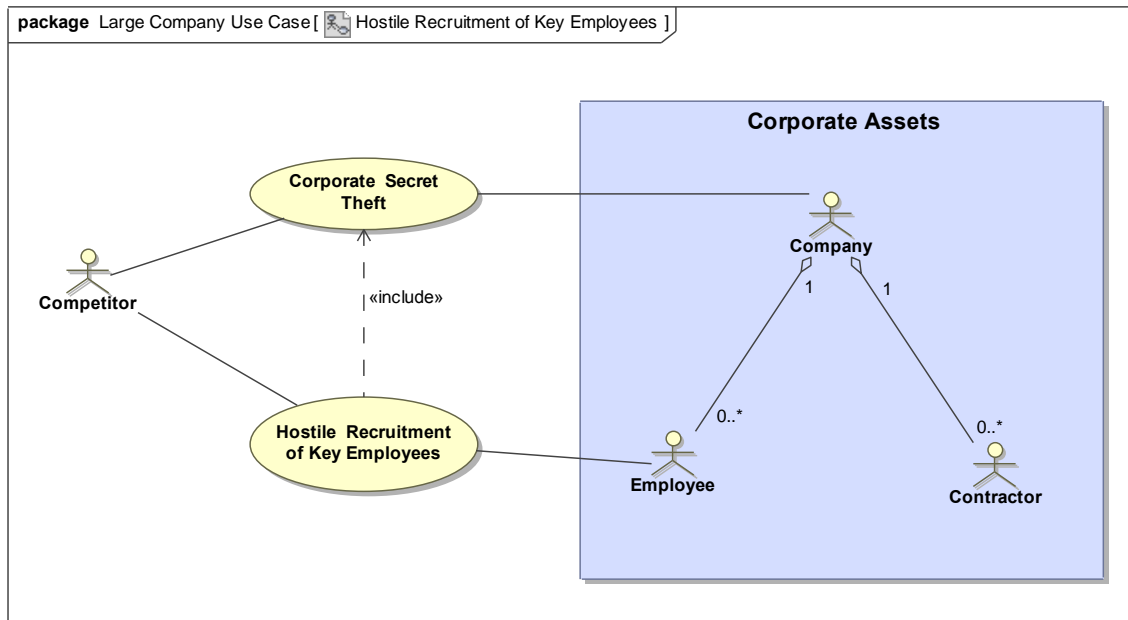 package Large Company Use Case [ Hostile Recruitment of Key Employees ]
Corporate Assets
Corporate Secret
Theft
Company
Competitor
«include»
1
1
Hostile Recruitment
of Key Employees
0..*
0..*
Employee
Contractor